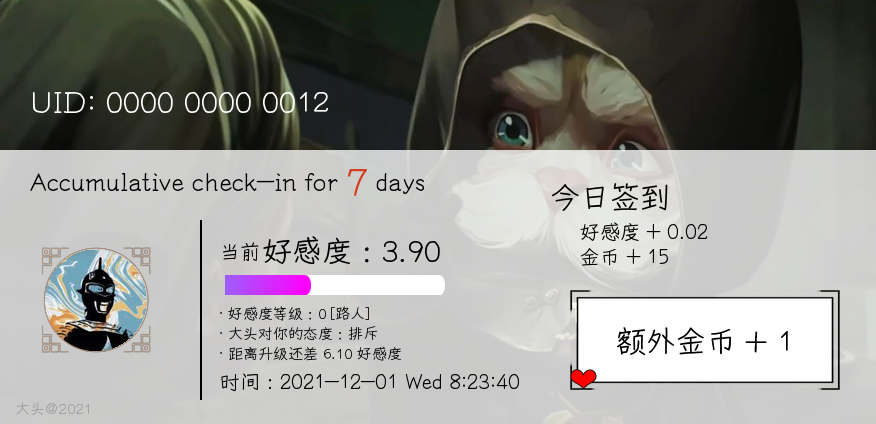 UID: 0000 0000 0012
Accumulative check-in for 7 days
当前好感度：3.90
· 好感度等级：0 [路人]
· 大头对你的态度：排斥
· 距离升级还差 6.10 好感度
时间：2021-12-01 Wed 8:23:40
今日签到
好感度 + 0.02
金币 + 15
额外金币 + 1
大头@2021